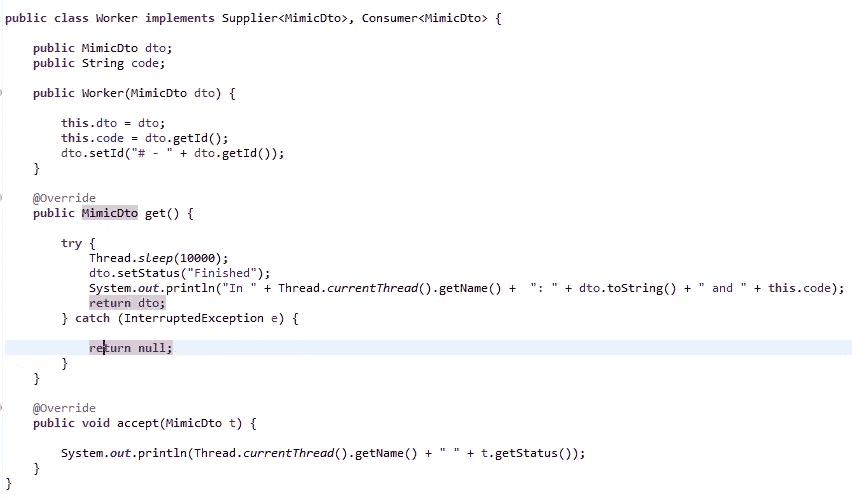 public class Worker implements Supplier<MimicDto>, Consumer<MimicDto> {
public MimicDto dto;
public String code;
public Worker(MimicDto dto) {
this.dto = dto;
this.code = dto.getId();
dto.setId("# - " + dto.getId());
}
@Override
public MimicDto get() {
try {
Thread.sleep(10000);
dto.setStatus("Finished");
System.out.println("In " + Thread.currentThread().getName() +  ": " + dto.toString() + " and " + this.code);
return dto;
} catch (InterruptedException e) {
return null;
}
}
@Override
public void accept(MimicDto t) {
System.out.println(Thread.currentThread().getName() + " " + t.getStatus());
}
}